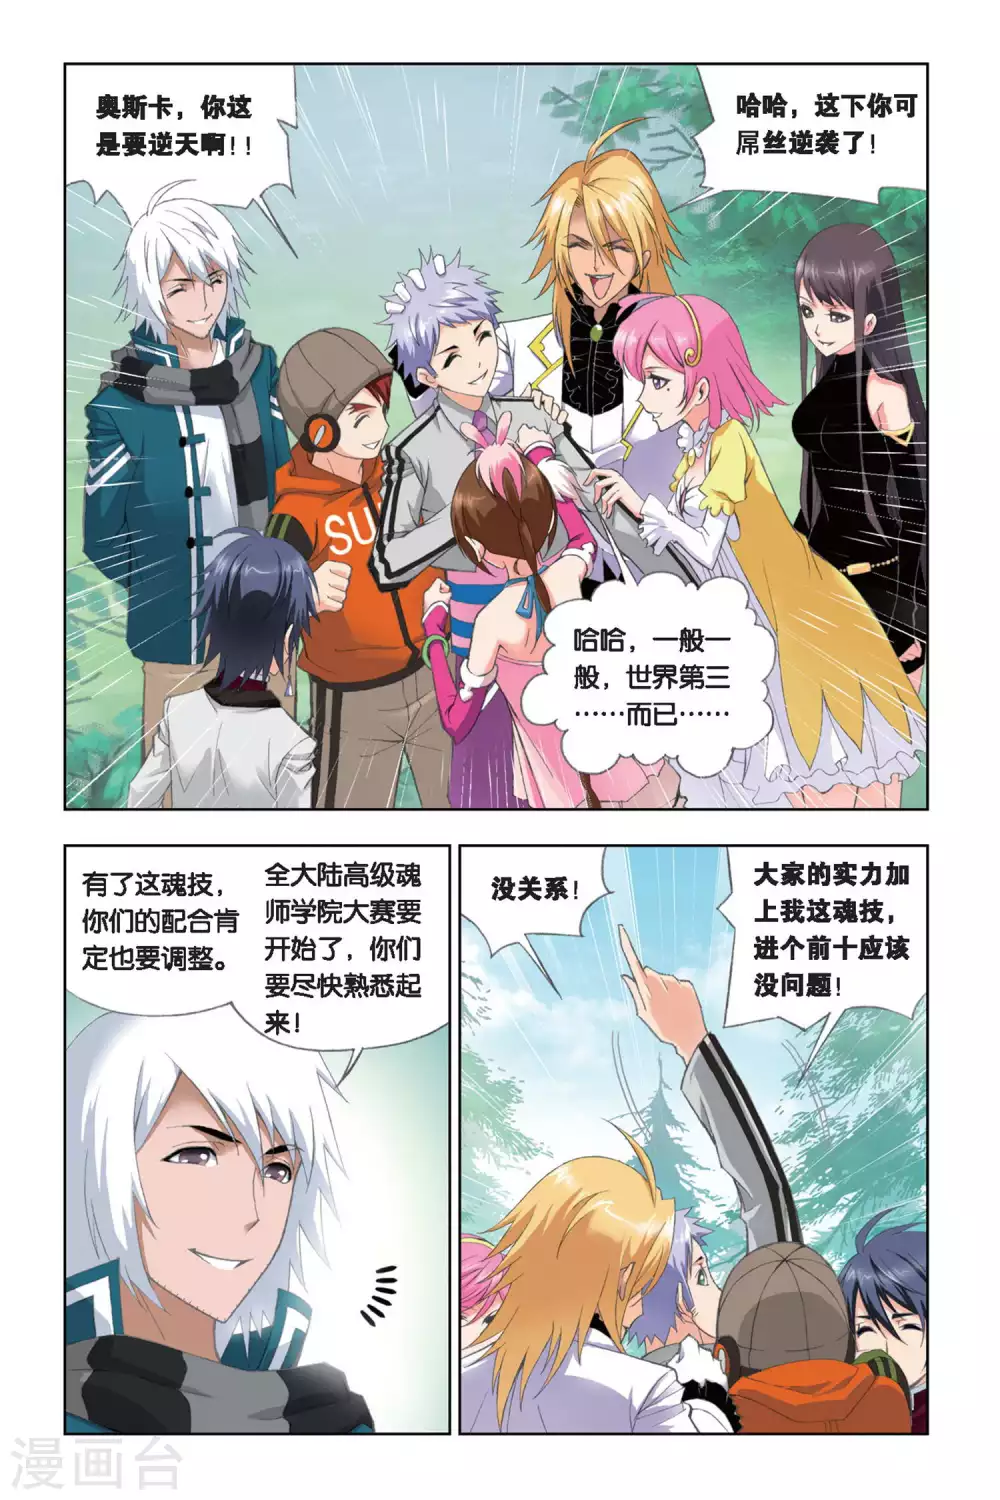 奥斯卡，你这
是要逆天啊！！
哈哈，这下你可
屌丝逆袭了！
SU
哈哈，一般一
般，世界第三
……而已……
有了这魂技，
你们的配合肯
定也要调整。
全大陆高级魂
师学院大赛要
开始了，你们
要尽快熟悉起
来！
没关系！
大家的实力加
上我这魂技，
进个前十应该
没问题！
漫画台